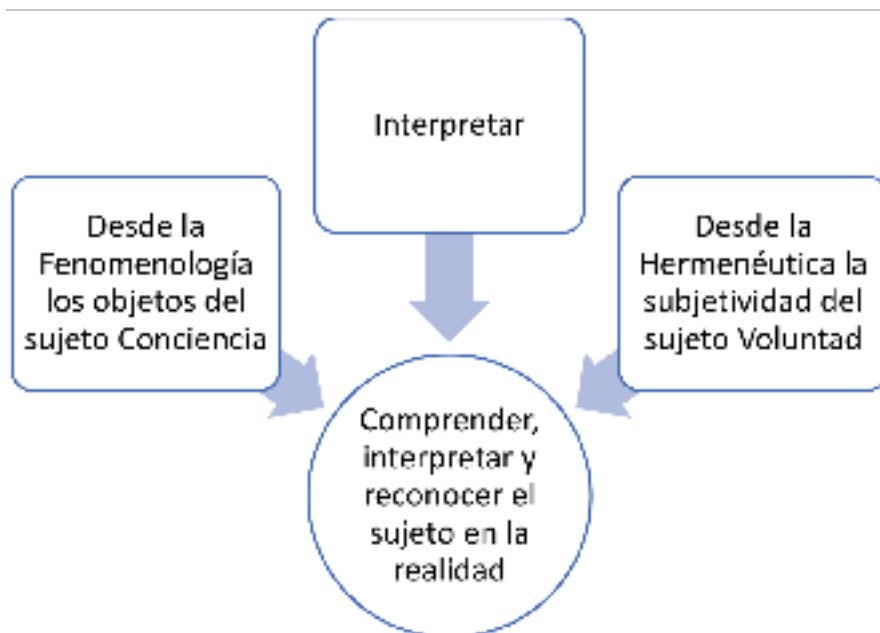 Interpretar
Desde la
Fenomenología
los objetos del
sujeto Conciencia
Desde la
Hermenéutica la
subjetividad del
sujeto Voluntad
Comprender,
interpretar y
reconocer el
sujeto en la
realidad